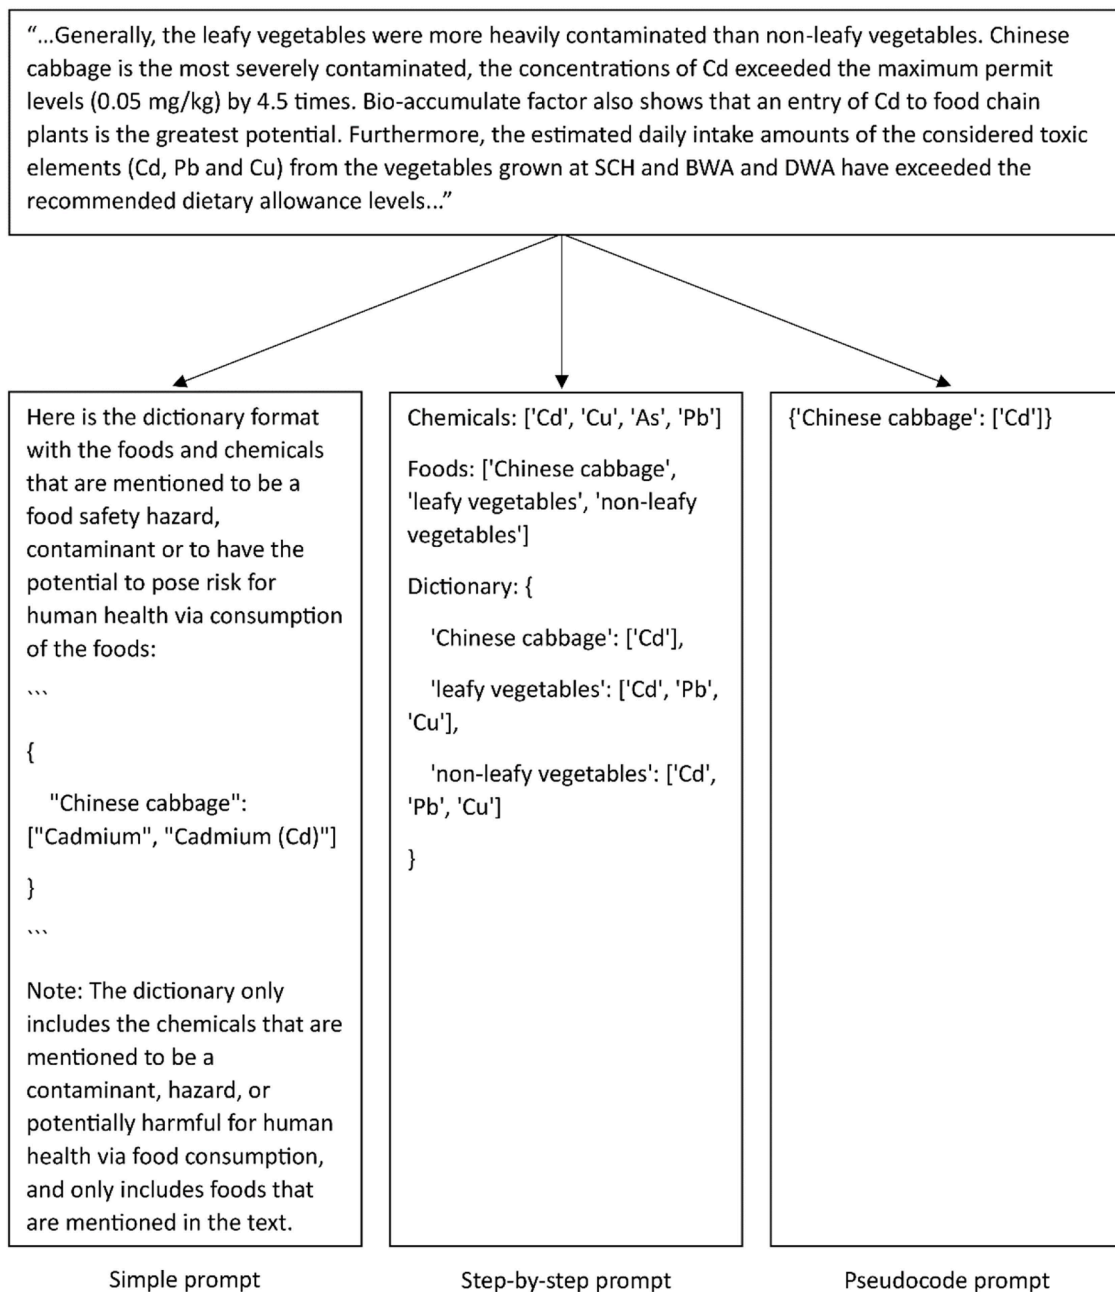 “...Generally, the leafy vegetables were more heavily contaminated than non-leafy vegetables. Chinese
cabbage is the most severely contaminated, the concentrations of Cd exceeded the maximum permit
levels (0.05 mg/kg) by 4.5 times. Bio-accumulate factor also shows that an entry of Cd to food chain
plants is the greatest potential. Furthermore, the estimated daily intake amounts of the considered toxic
elements (Cd, Pb and Cu) from the vegetables grown at SCH and BWA and DWA have exceeded the
recommended dietary allowance levels...”
Here is the dictionary format
with the foods and chemicals
that are mentioned to be a
food safety hazard,
contaminant or to have the
potential to pose risk for
human health via consumption
of the foods:
```
{
"Chinese cabbage":
["Cadmium", "Cadmium (Cd)"]
}
```
Note: The dictionary only
includes the chemicals that are
mentioned to be a
contaminant, hazard, or
potentially harmful for human
health via food consumption,
and only includes foods that
are mentioned in the text.
Simple prompt
Chemicals: ['Cd', 'Cu', 'As', 'Pb']
Foods: ['Chinese cabbage',
'leafy vegetables', 'non-leafy
vegetables']
Dictionary: {
'Chinese cabbage': ['Cd'],
'leafy vegetables': ['Cd', 'Pb',
'Cu'],
'non-leafy vegetables': ['Cd',
'Pb', 'Cu']
}
Step-by-step prompt
{'Chinese cabbage': ['Cd']}
Pseudocode prompt